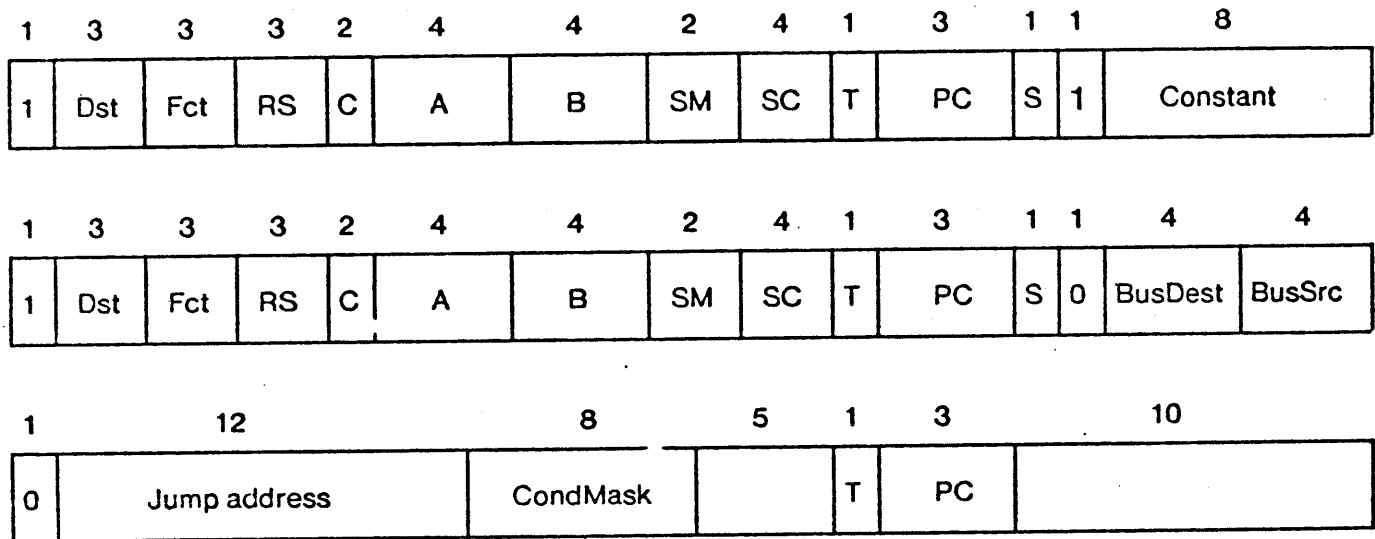 1 3 3 3 2 4 4 2 4 1 3 1 1 8
1 Dst Fct RS C A B SM SC T PC S 1 Constant
1 3 3 3 2 4 4 2 4 1 3 1 1 4 4
1 Dst Fct RS C A B SM SC T PC S 0 BusDest BusSrc
1 12 8 5 1 3 10
0 Jump address CondMask T PC